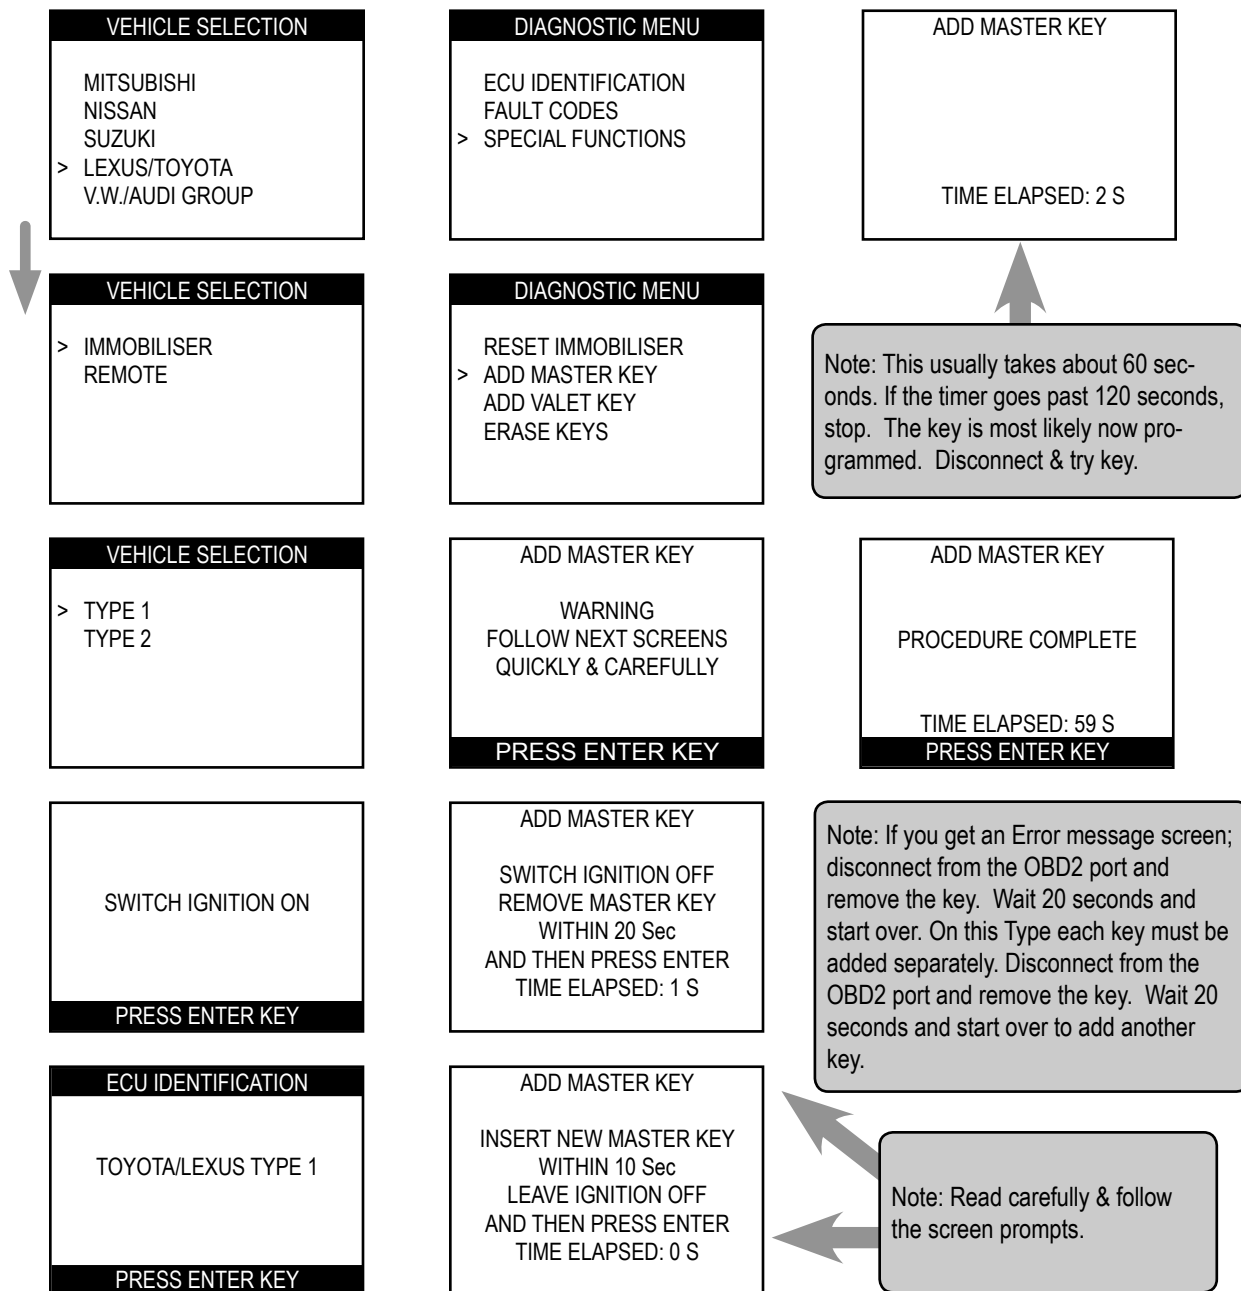 VEHICLE SELECTION
MITSUBISHI
NISSAN
SUZUKI
> LEXUS/TOYOTA
V.W./AUDI GROUP
VEHICLE SELECTION
> IMMOBILISER
REMOTE
VEHICLE SELECTION
> TYPE 1
TYPE 2
SWITCH IGNITION ON
PRESS ENTER KEY
ECU IDENTIFICATION
TOYOTA/LEXUS TYPE 1
PRESS ENTER KEY
DIAGNOSTIC MENU
ECU IDENTIFICATION
FAULT CODES
> SPECIAL FUNCTIONS
DIAGNOSTIC MENU
RESET IMMOBILISER
> ADD MASTER KEY
ADD VALET KEY
ERASE KEYS
ADD MASTER KEY
WARNING
FOLLOW NEXT SCREENS
QUICKLY & CAREFULLY
PRESS ENTER KEY
ADD MASTER KEY
SWITCH IGNITION OFF
REMOVE MASTER KEY
WITHIN 20 Sec
AND THEN PRESS ENTER
TIME ELAPSED: 1 S
ADD MASTER KEY
INSERT NEW MASTER KEY
WITHIN 10 Sec
LEAVE IGNITION OFF
AND THEN PRESS ENTER
TIME ELAPSED: 0 S
ADD MASTER KEY
TIME ELAPSED: 2 S
Note: This usually takes about 60 sec-
onds. If the timer goes past 120 seconds,
stop. The key is most likely now pro-
grammed. Disconnect & try key.
ADD MASTER KEY
PROCEDURE COMPLETE
TIME ELAPSED: 59 S
PRESS ENTER KEY
Note: If you get an Error message screen;
disconnect from the OBD2 port and
remove the key. Wait 20 seconds and
start over. On this Type each key must be
added separately. Disconnect from the
OBD2 port and remove the key. Wait 20
seconds and start over to add another
key.
Note: Read carefully & follow
the screen prompts.